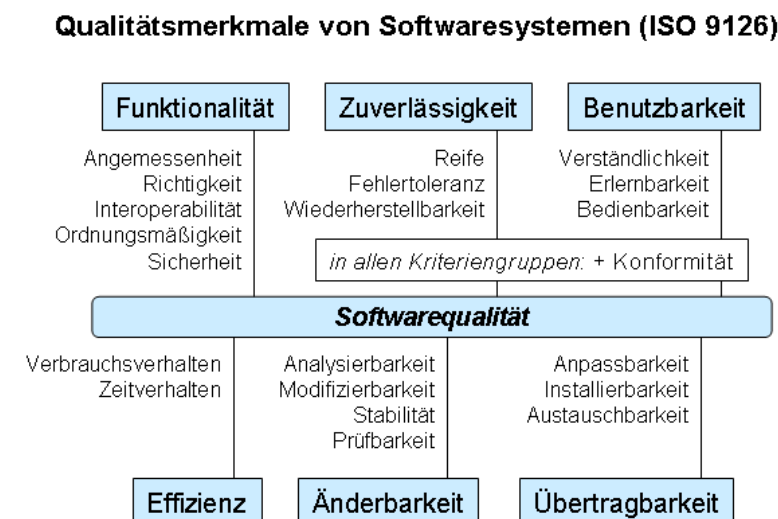 Qualitätsmerkmale von Softwaresystemen (ISO 9126)
Funktionalität
Angemessenheit
Richtigkeit
Interoperabilität
Ordnungsmäßigkeit
Sicherheit
Zuverlässigkeit
Reife
Fehlertoleranz
Wiederherstellbarkeit
Benutzbarkeit
Verständlichkeit
Erlernbarkeit
Bedienbarkeit
in allen Kriteriengruppen: + Konformität
Softwarequalität
Verbrauchsverhalten
Zeitverhalten
Effizienz
Analysierbarkeit
Modifizierbarkeit
Stabilität
Prüfbarkeit
Änderbarkeit
Anpassbarkeit
Installierbarkeit
Austauschbarkeit
Übertragbarkeit